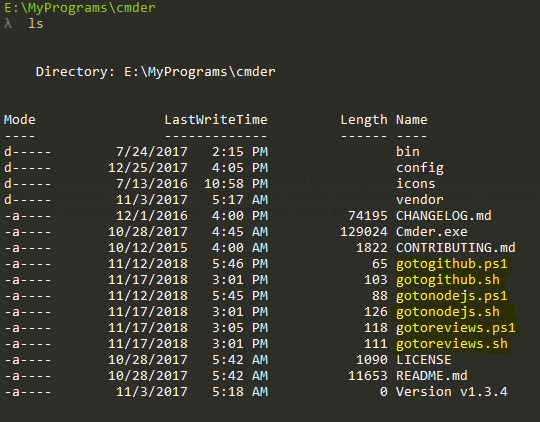 E:\MyPrograms\cmder
λ ls
Directory: E:\MyPrograms\cmder
Mode LastWriteTime Length Name
---- ------------- ------ ----
d----- 7/24/2017 2:15 PM bin
d----- 12/25/2017 4:05 PM config
d----- 7/13/2016 10:58 PM icons
d----- 11/3/2017 5:17 AM vendor
-a---- 12/1/2016 4:00 PM 74195 CHANGELOG.md
-a---- 10/28/2017 4:45 AM 129024 Cmder.exe
-a---- 10/12/2015 4:00 AM 1822 CONTRIBUTING.md
-a---- 11/12/2018 5:46 PM 65 gotogithub.ps1
-a---- 11/17/2018 3:01 PM 103 gotogithub.sh
-a---- 11/12/2018 5:45 PM 88 gotonodejs.ps1
-a---- 11/17/2018 3:01 PM 126 gotonodejs.sh
-a---- 11/17/2018 3:05 PM 118 gotoreviews.ps1
-a---- 11/17/2018 3:01 PM 111 gotoreviews.sh
-a---- 10/28/2017 5:42 AM 1090 LICENSE
-a---- 10/28/2017 5:42 AM 11653 README.md
-a---- 11/3/2017 5:18 AM 0 Version v1.3.4